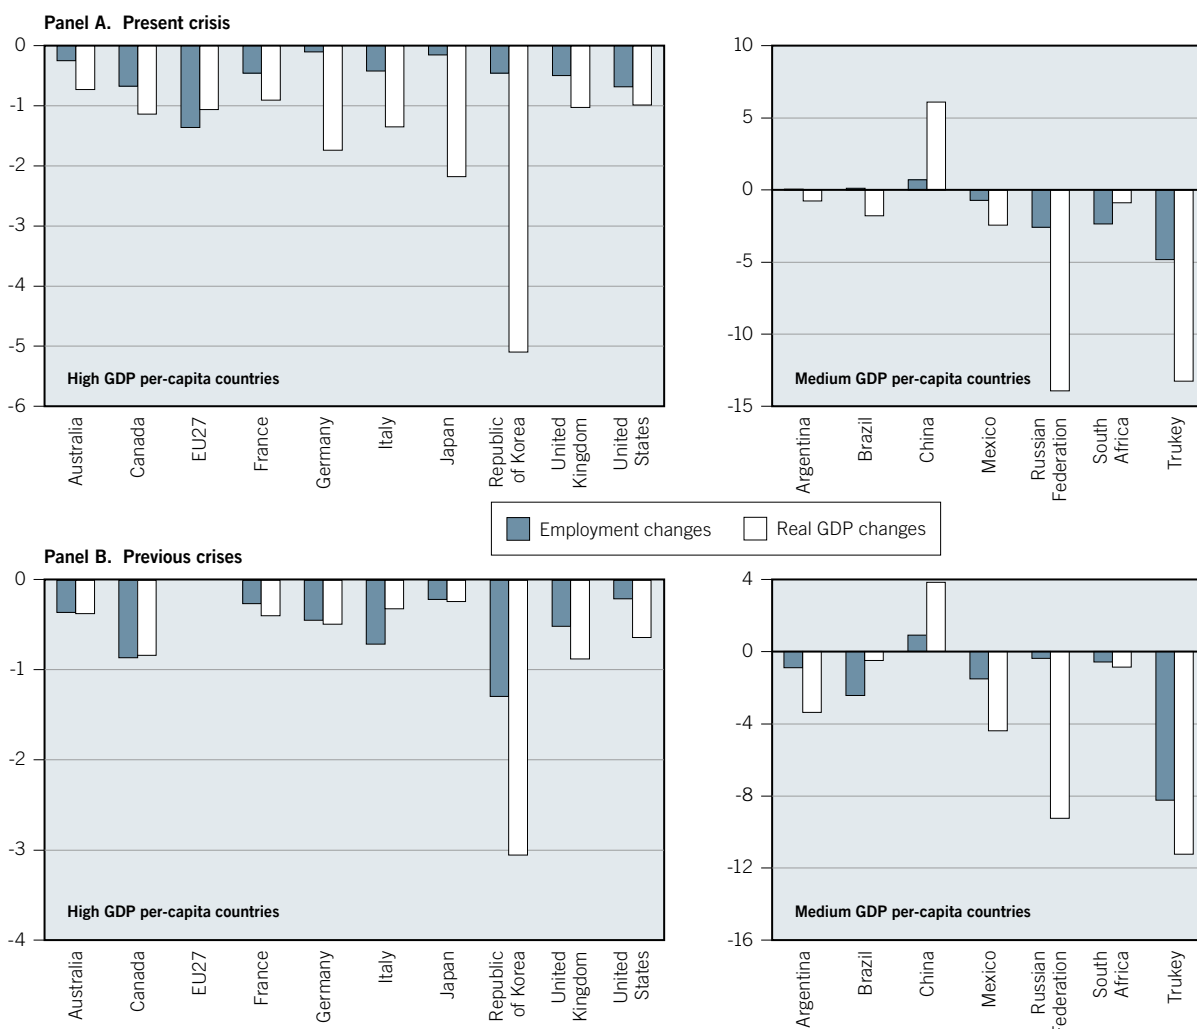 Panel A. Present crisis
0
-1
-2
-3
-4
-5
-6
High GDP per-capita countries
Australia
Canada
EU27
France
Germany
Italy
Japan
Republic
of Korea
United
Kingdom
United
States
10
5
0
-5
-10
-15
Medium GDP per-capita countries
Argentina
Brazil
China
Mexico
Russian
Federation
South
Africa
Trukey
Employment changes
Real GDP changes
Panel B. Previous crises
0
-1
-2
-3
-4
High GDP per-capita countries
Australia
Canada
EU27
France
Germany
Italy
Japan
Republic
of Korea
United
Kingdom
United
States
4
0
-4
-8
-12
-16
Medium GDP per-capita countries
Argentina
Brazil
China
Mexico
Russian
Federation
South
Africa
Trukey